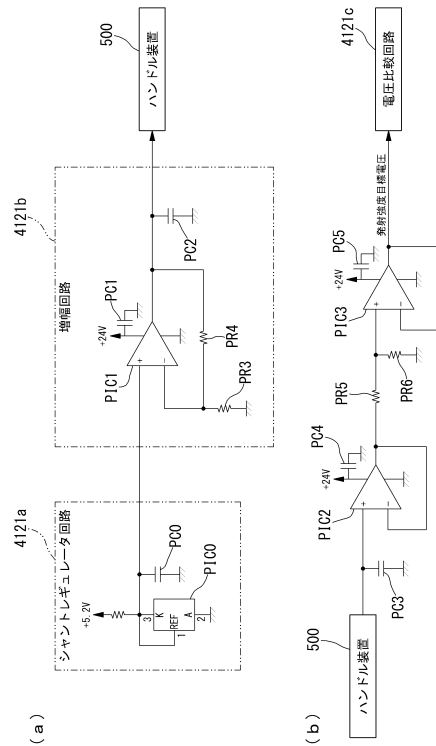 (a)
4121a
シャントレギュレータ回路
+5.2V
3
K
REF
A
1
2
PC0
PIC0
4121b
増幅回路
+24V
PC1
PIC1
+
-
PR4
PR3
PC2
500
ハンドル装置
(b)
500
ハンドル装置
PC3
PIC2
+24V
PC4
+
-
PR5
PR6
PIC3
+24V
PC5
+
-
発射強度目標電圧
4121c
電圧比較回路